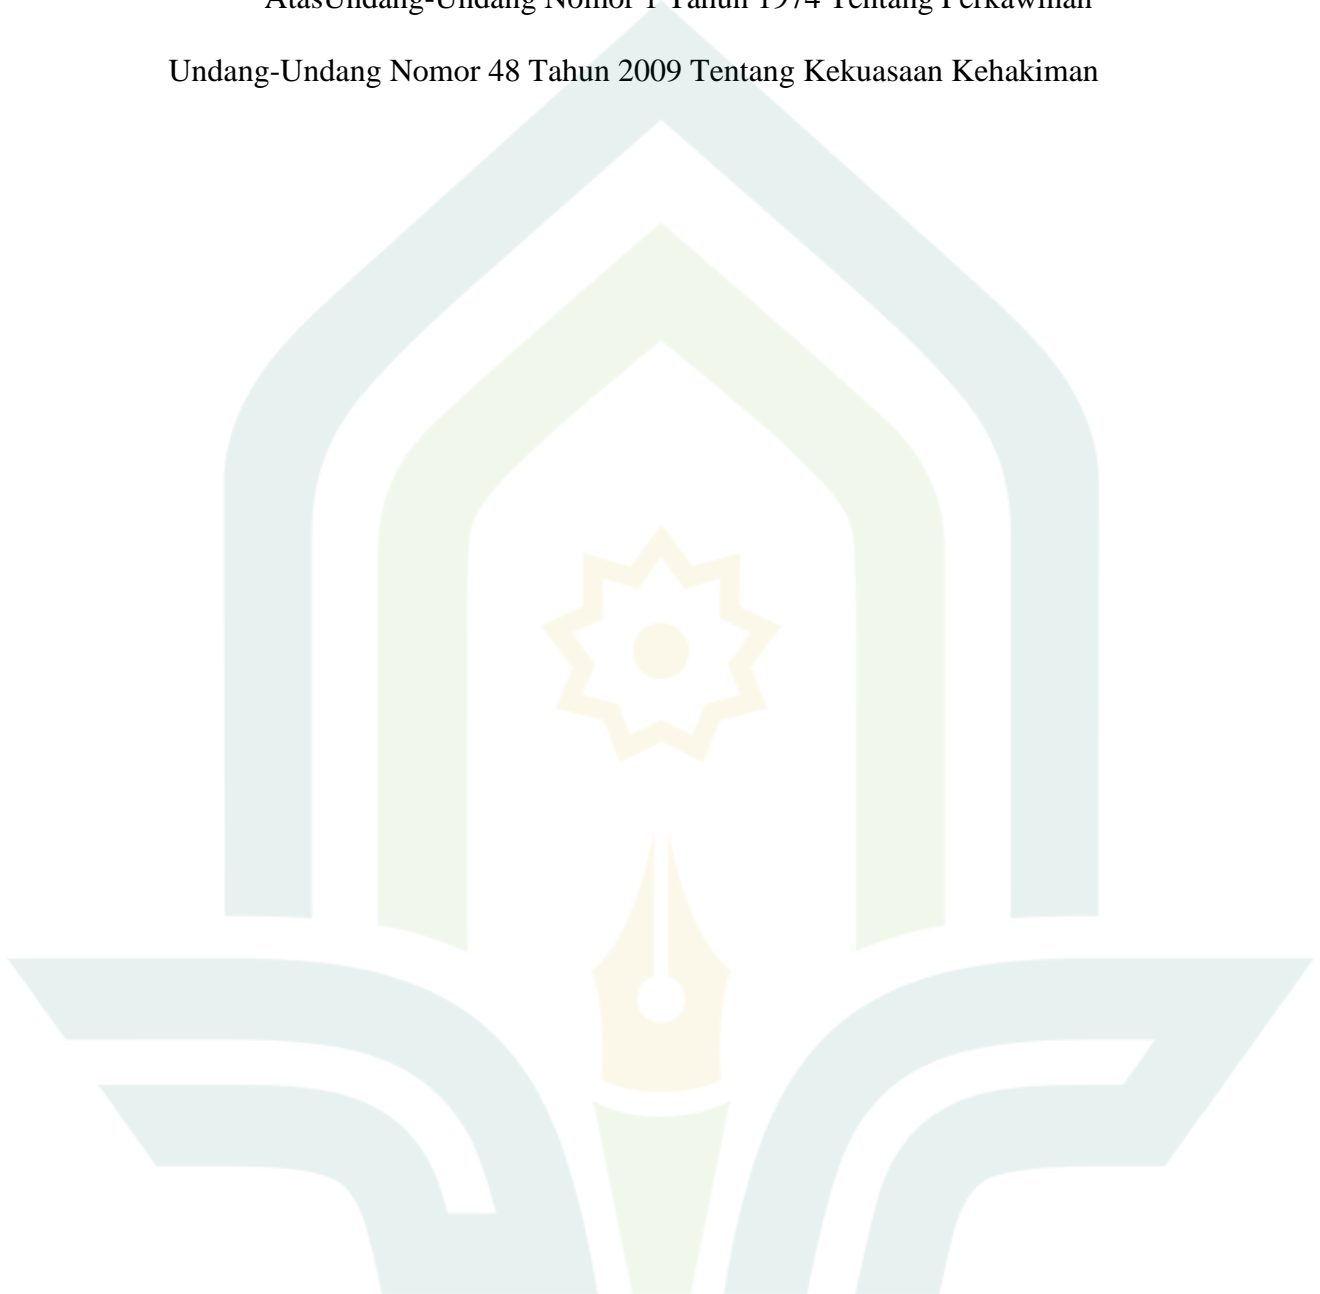 AtasUndang-Undang Nomor 1 Tahun 1974 Tentang Perkawinan
Undang-Undang Nomor 48 Tahun 2009 Tentang Kekuasaan Kehakiman